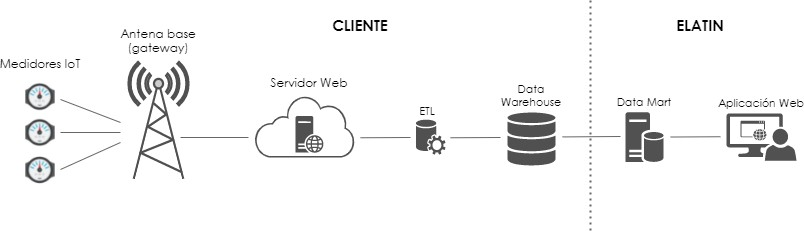 CLIENTE
ELATIN
Medidores IoT
Antena base
(gateway)
Servidor Web
ETL
Data
Warehouse
Data Mart
Aplicación Web